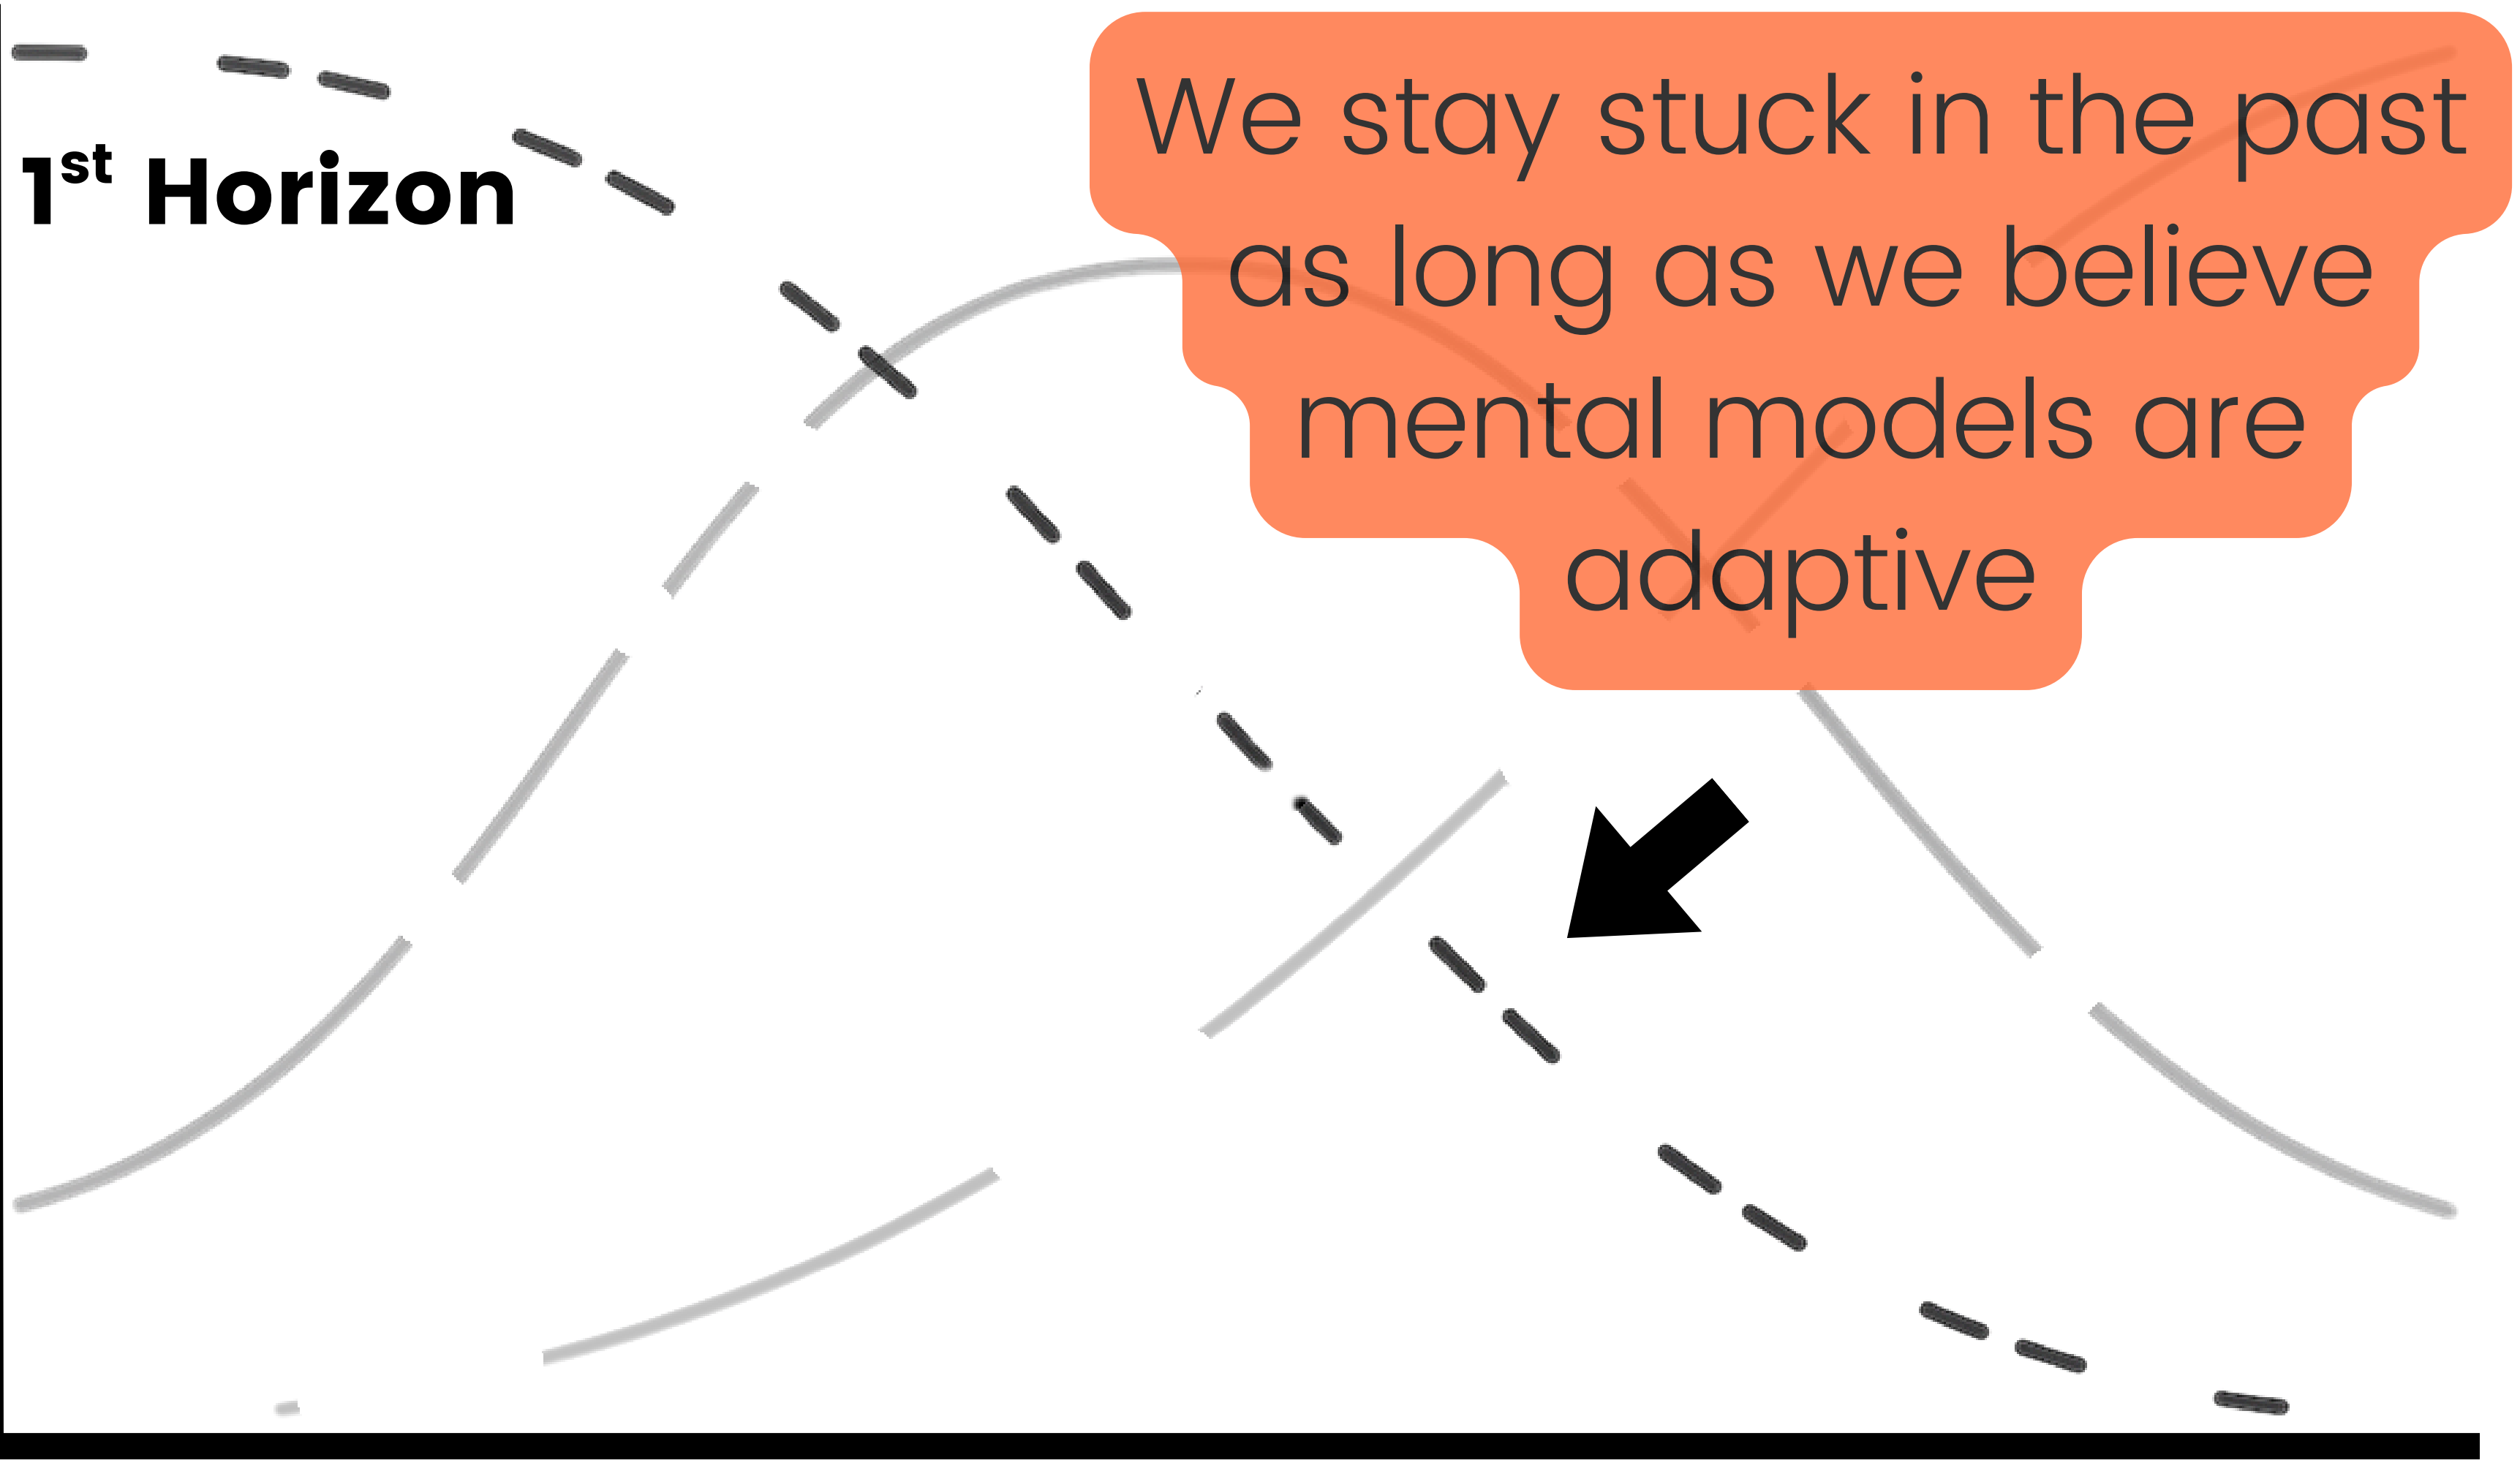 1st Horizon
We stay stuck in the past
as long as we believe
mental models are
adaptive